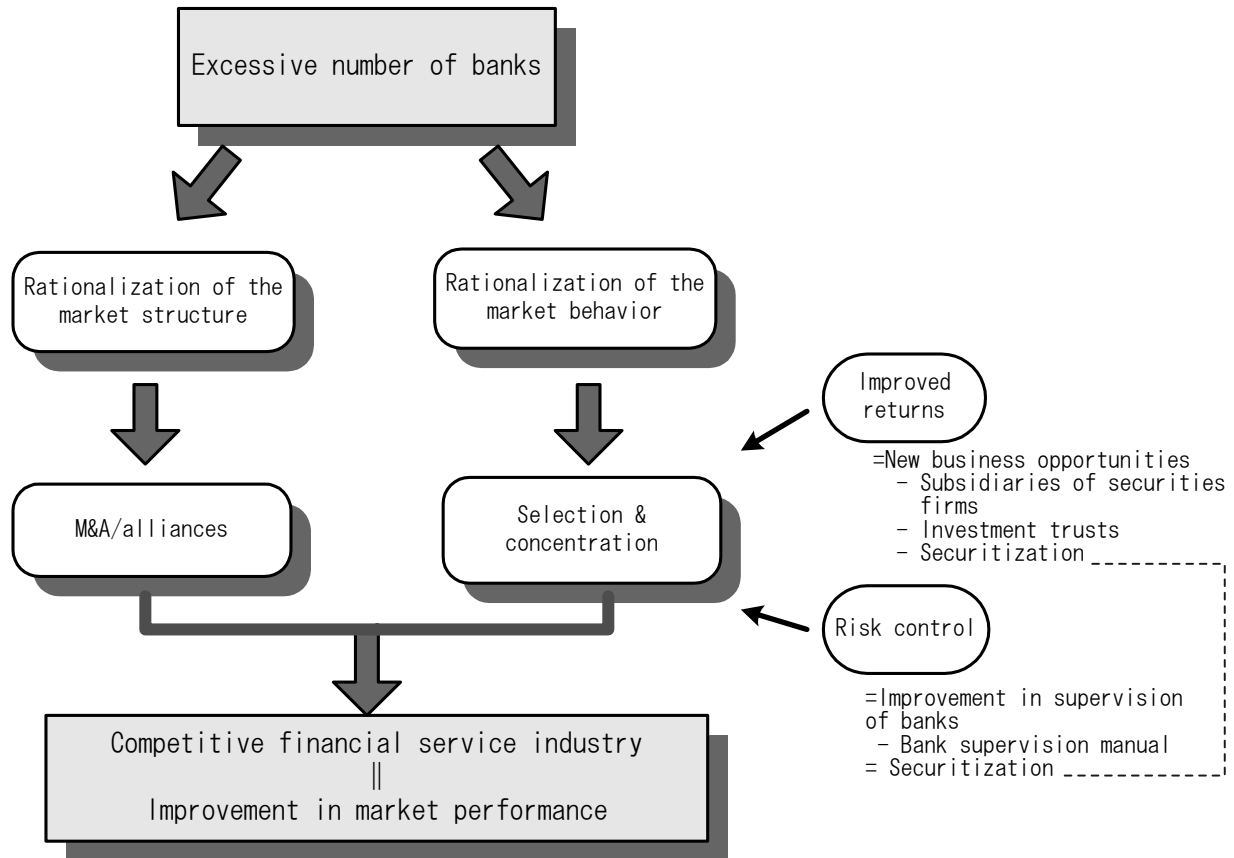 Excessive number of banks
Rationalization of the
market structure
Rationalization of the
market behavior
Improved
returns
=New business opportunities
- Subsidiaries of securities
firms
- Investment trusts
- Securitization
M&A/alliances
Selection &
concentration
Risk control
=Improvement in supervision
of banks
- Bank supervision manual
= Securitization
Competitive financial service industry
||
Improvement in market performance